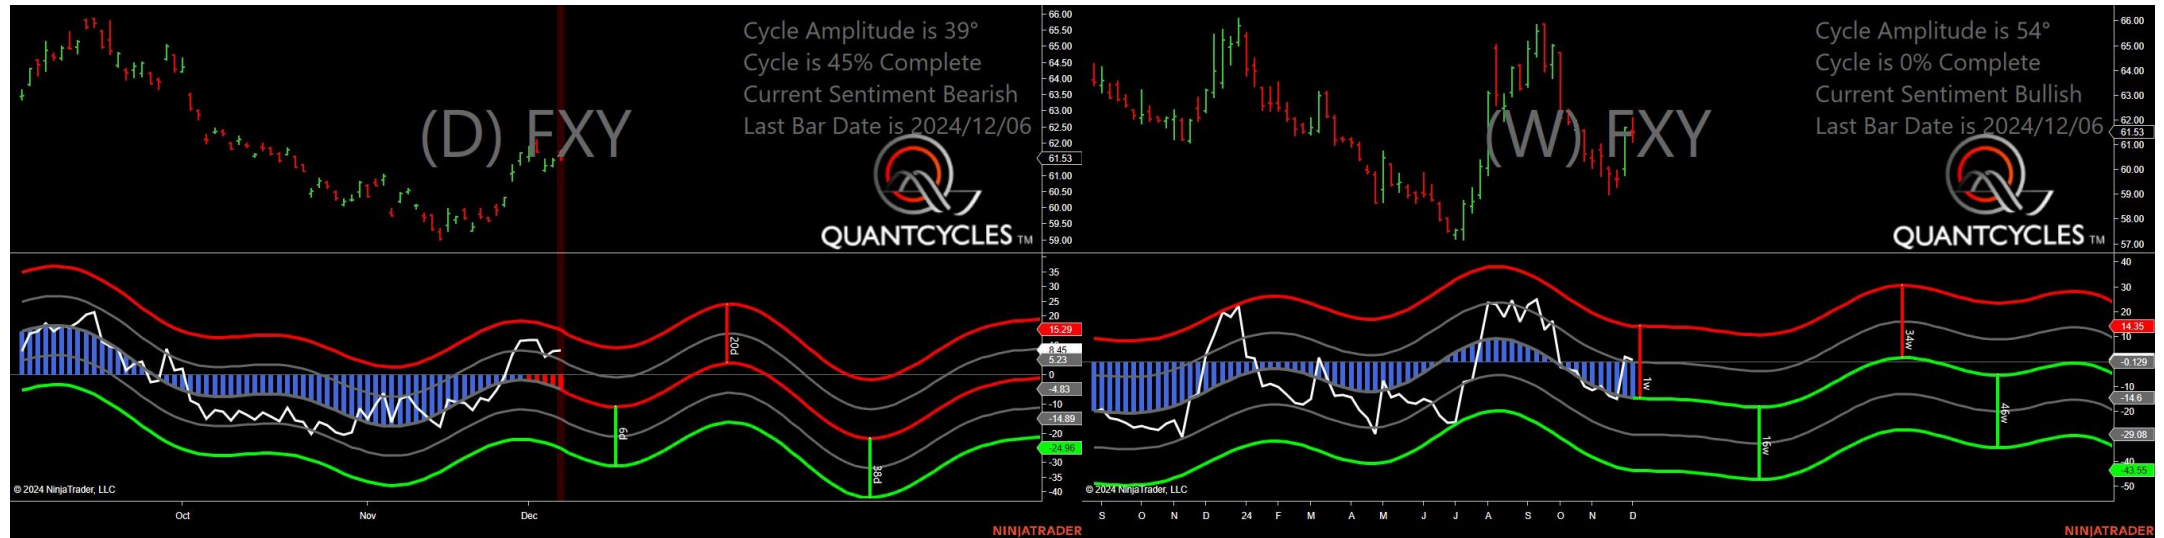 Cycle Amplitude is 39°
Cycle is 45% Complete
Current Sentiment Bearish
Last Bar Date is 2024/12/06
(D) FXY
QUANTCYCLES TM
66.00
65.50
65.00
64.50
64.00
63.50
63.00
62.50
62.00
61.53
61.00
60.50
60.00
59.50
59.00
35
30
25
20
15.29
8.45
5.23
0
-4.83
-10
-14.89
-20
-24.96
-30
-35
-40
20d
6d
38d
© 2024 NinjaTrader, LLC
Oct
Nov
Dec
NINJATRADER
Cycle Amplitude is 54°
Cycle is 0% Complete
Current Sentiment Bullish
Last Bar Date is 2024/12/06
(W) FXY
QUANTCYCLES TM
66.00
65.00
64.00
63.00
62.00
61.53
61.00
60.00
59.00
58.00
57.00
40
30
20
14.35
10
-0.129
-10
-14.6
-20
-29.08
-40
-43.55
-50
1w
34w
16w
46w
© 2024 NinjaTrader, LLC
S O N D 24 F M A M J J A S O N D
NINJATRADER